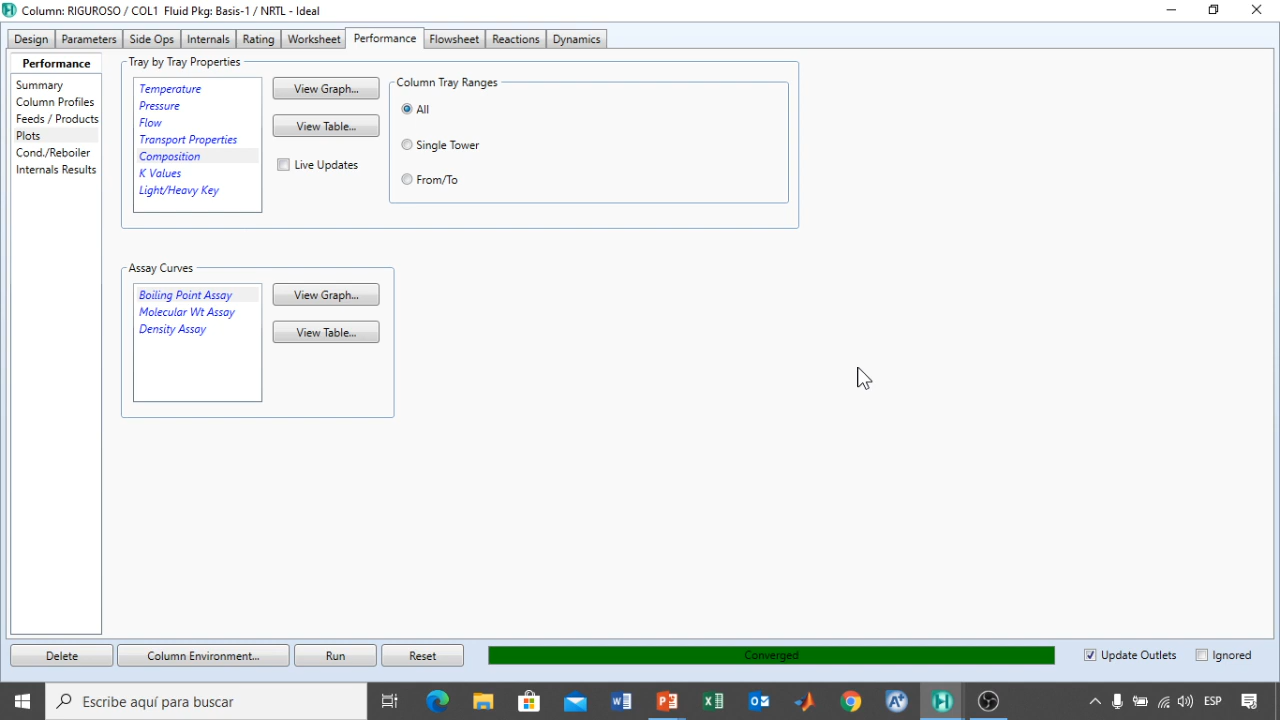 Column: RIGUROSO / COL1 Fluid Pkg: Basis-1 / NRTL - Ideal
Design Parameters Side Ops Internals Rating Worksheet Performance Flowsheet Reactions Dynamics
Performance
Summary
Column Profiles
Feeds / Products
Plots
Cond./Reboiler
Internals Results
Tray by Tray Properties
Temperature
Pressure
Flow
Transport Properties
Composition
K Values
Light/Heavy Key
View Graph...
View Table...
Live Updates
Column Tray Ranges
All
Single Tower
From/To
Assay Curves
Boiling Point Assay
Molecular Wt Assay
Density Assay
View Graph...
View Table...
Delete Column Environment... Run Reset Converged Update Outlets Ignored
Escribe aquí para buscar ESP